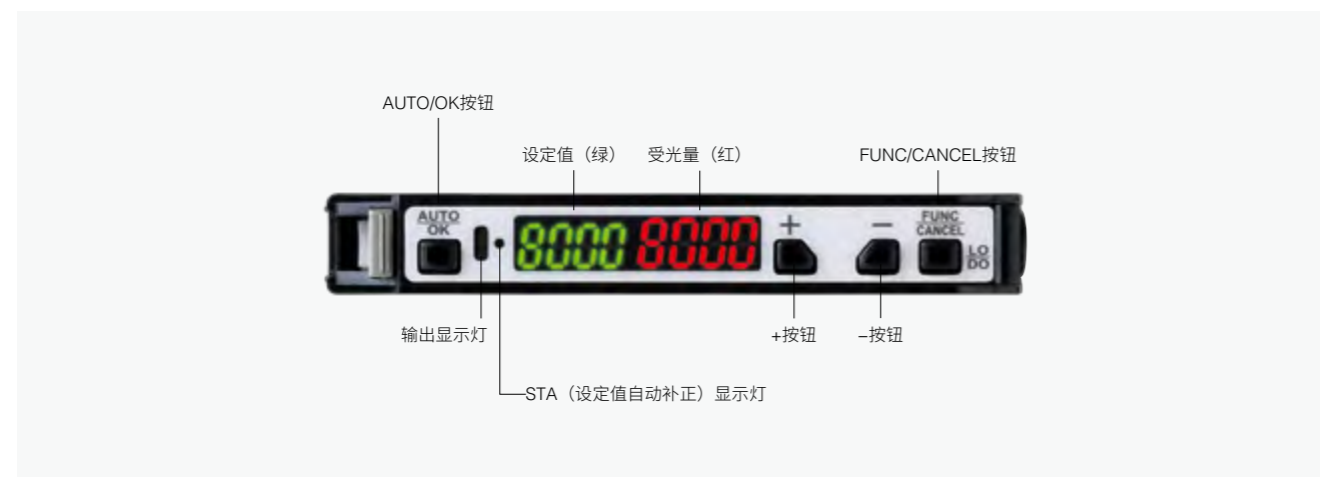 AUTO/OK按钮
设定值（绿） 受光量（红） FUNC/CANCEL按钮
AUTO
OK
8000 8000
+
−
FUNC
CANCEL
LO
DO
输出显示灯
+按钮
−按钮
STA（设定值自动补正）显示灯